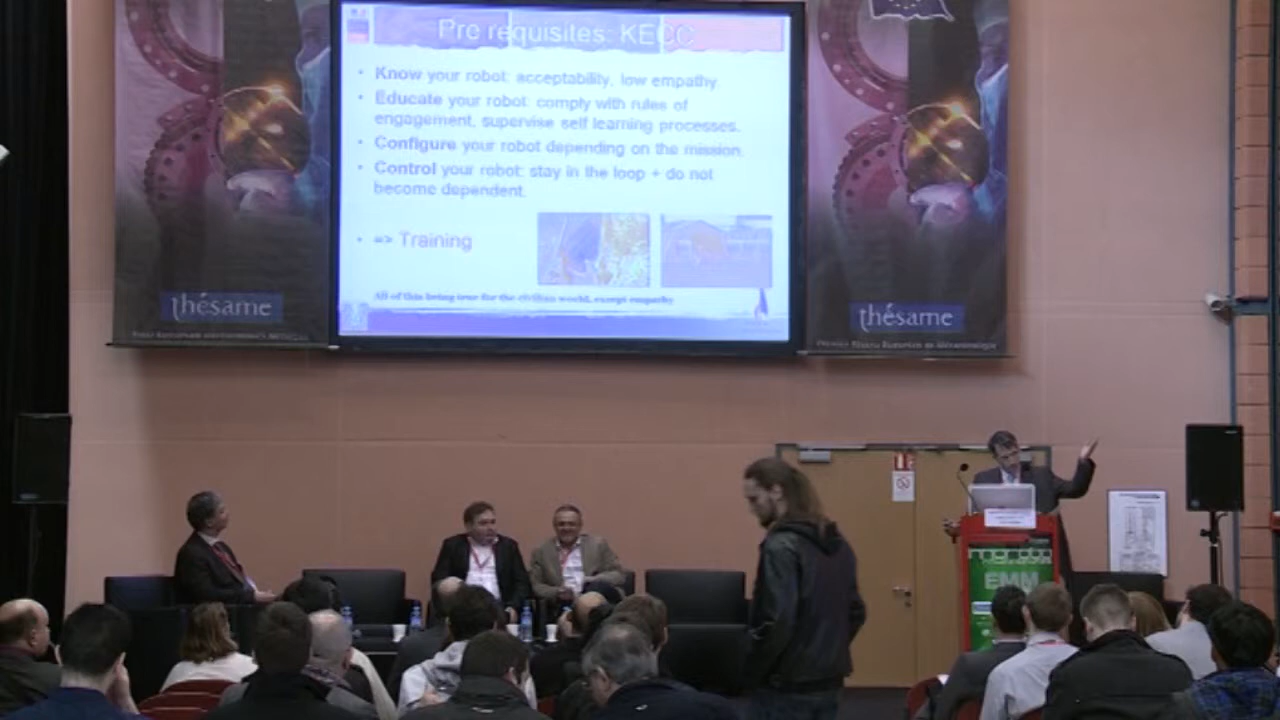 Pre requisites: KECC
• Know your robot: acceptability, low empathy.
• Educate your robot: comply with rules of
engagement, supervise self learning processes.
• Configure your robot depending on the mission.
• Control your robot: stay in the loop + do not
become dependent.
• => Training
All of this being true for the civilian world, except empathy
thésame
thésame
EMM